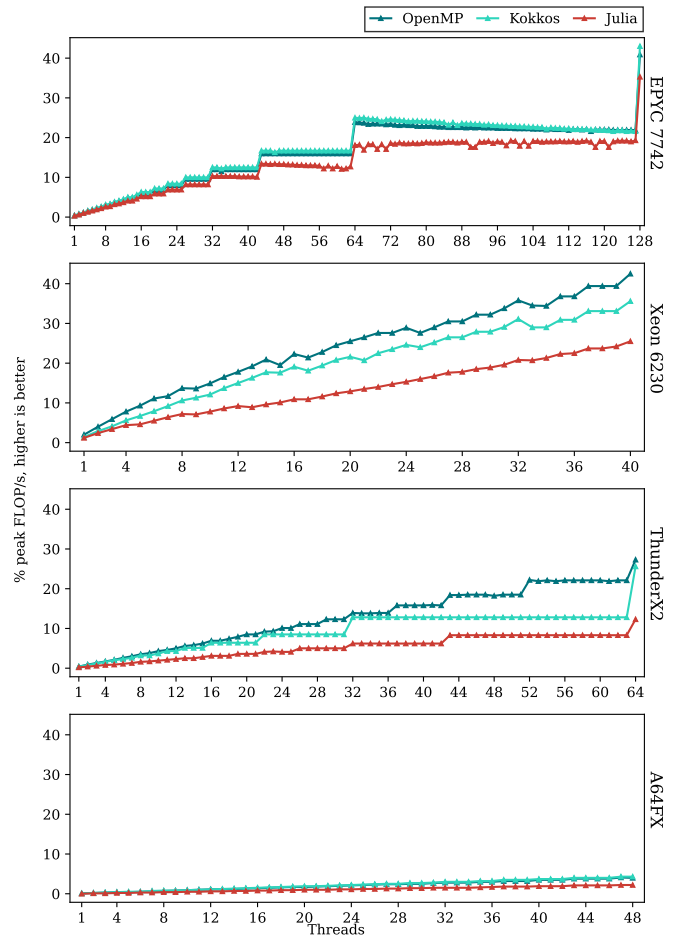 OpenMP Kokkos Julia
40
30
20
10
0
1 8 16 24 32 40 48 56 64 72 80 88 96 104 112 120 128
EPYC 7742
40
30
20
10
0
1 4 8 12 16 20 24 28 32 36 40
Xeon 6230
% peak FLOP/s, higher is better
40
30
20
10
0
1 4 8 12 16 20 24 28 32 36 40 44 48 52 56 60 64
ThunderX2
40
30
20
10
0
1 4 8 12 16 20 24 28 32 36 40 44 48
A64FX
Threads